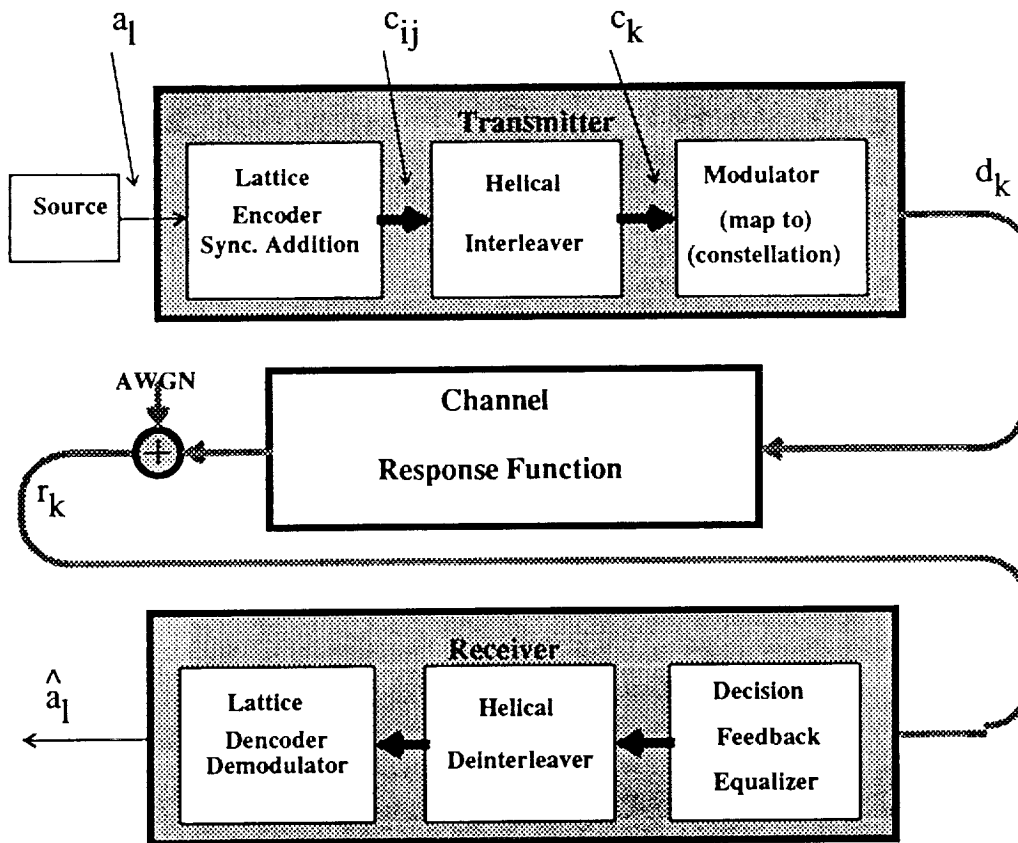 a_l
c_ij
c_k
Transmitter
Source
Lattice
Encoder
Sync. Addition
Helical
Interleaver
Modulator
(map to)
(constellation)
d_k
AWGN
+
Channel
Response Function
r_k
Receiver
â_l
Lattice
Dencoder
Demodulator
Helical
Deinterleaver
Decision
Feedback
Equalizer